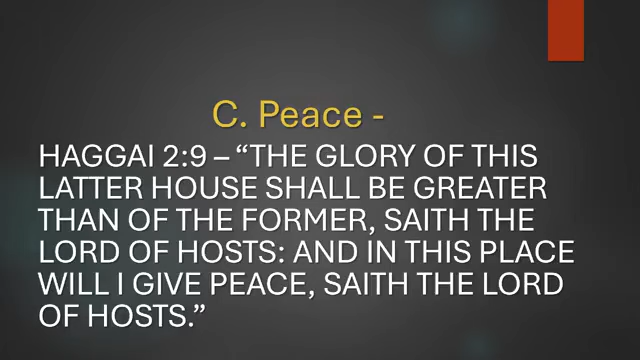 C. Peace -
HAGGAI 2:9 – “THE GLORY OF THIS
LATTER HOUSE SHALL BE GREATER
THAN OF THE FORMER, SAITH THE
LORD OF HOSTS: AND IN THIS PLACE
WILL I GIVE PEACE, SAITH THE LORD
OF HOSTS.”